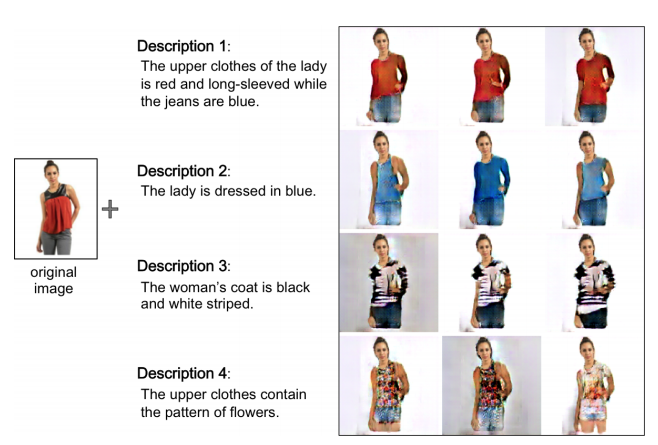 Description 1:
The upper clothes of the lady
is red and long-sleeved while
the jeans are blue.
Description 2:
The lady is dressed in blue.
original
image
Description 3:
The woman's coat is black
and white striped.
Description 4:
The upper clothes contain
the pattern of flowers.